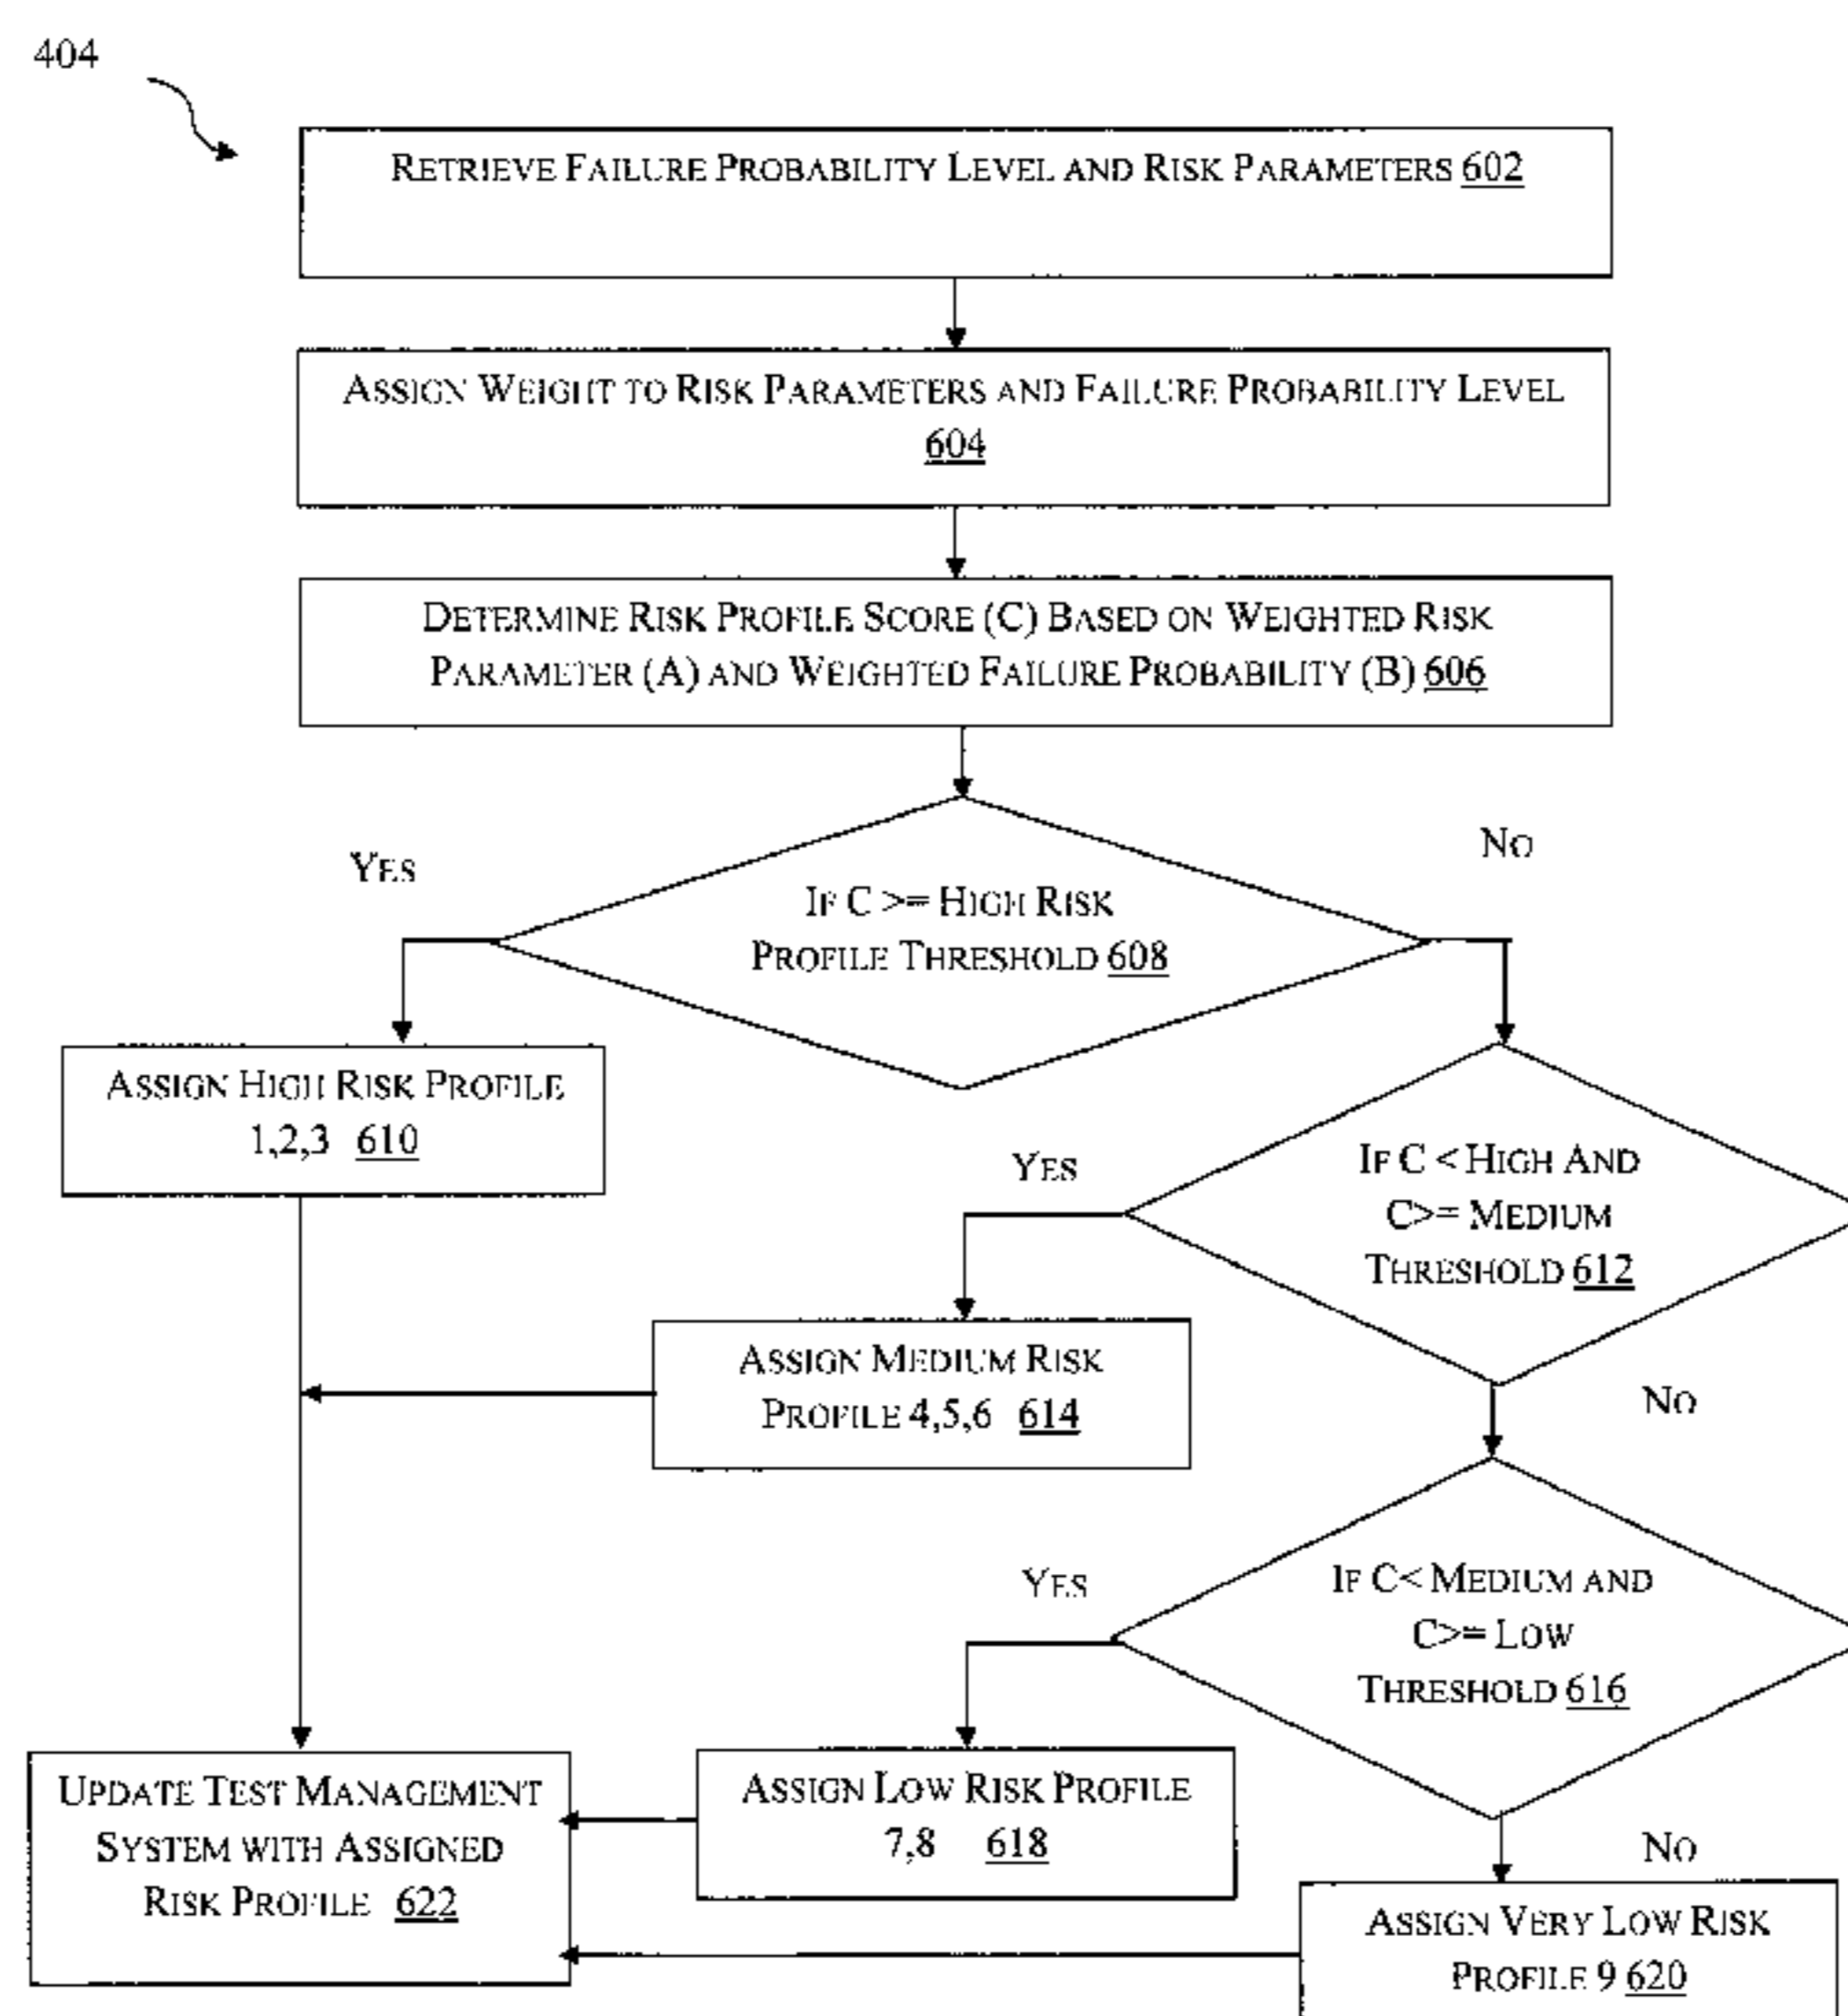 404
RETRIEVE FAILURE PROBABILITY LEVEL AND RISK PARAMETERS 602
ASSIGN WEIGHT TO RISK PARAMETERS AND FAILURE PROBABILITY LEVEL
604
DETERMINE RISK PROFILE SCORE (C) BASED ON WEIGHTED RISK
PARAMETER (A) AND WEIGHTED FAILURE PROBABILITY (B) 606
YES
NO
IF C >= HIGH RISK
PROFILE THRESHOLD 608
ASSIGN HIGH RISK PROFILE
1,2,3 610
YES
IF C < HIGH AND
C>= MEDIUM
THRESHOLD 612
ASSIGN MEDIUM RISK
PROFILE 4,5,6 614
NO
YES
IF C< MEDIUM AND
C>= LOW
THRESHOLD 616
UPDATE TEST MANAGEMENT
SYSTEM WITH ASSIGNED
RISK PROFILE 622
ASSIGN LOW RISK PROFILE
7,8 618
NO
ASSIGN VERY LOW RISK
PROFILE 9 620